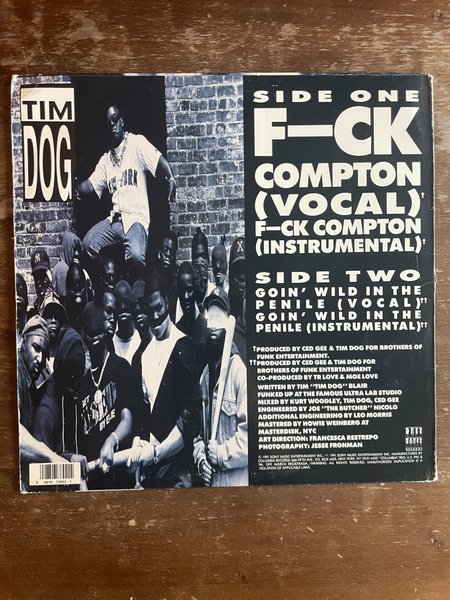 TIM
DOG
NEW-YORK
X
SIDE ONE
F—CK
COMPTON
(VOCAL)†
F—CK COMPTON
(INSTRUMENTAL)†
SIDE TWO
GOIN' WILD IN THE
PENILE (VOCAL)††
GOIN' WILD IN THE
PENILE (INSTRUMENTAL)††
†PRODUCED BY CED GEE & TIM DOG FOR BROTHERS OF
FUNK ENTERTAINMENT.
††PRODUCED BY CED GEE & TIM DOG FOR
BROTHERS OF FUNK ENTERTAINMENT
CO-PRODUCED BY TR LOVE & MOE LOVE
WRITTEN BY TIM "TIM DOG" BLAIR
FUNKED UP AT THE FAMOUS ULTRA LAB STUDIO
MIXED BY KURT WOODLEY, TIM DOG, CED GEE
ENGINEERED BY JOE "THE BUTCHER" NICOLO
ADDITIONAL ENGINEERING BY LEO MORRIS
MASTERED BY HOWIE WEINBERG AT
MASTERDISK, NYC
ART DIRECTION: FRANCESCA RESTREPO
PHOTOGRAPHY: JESSE FROHMAN